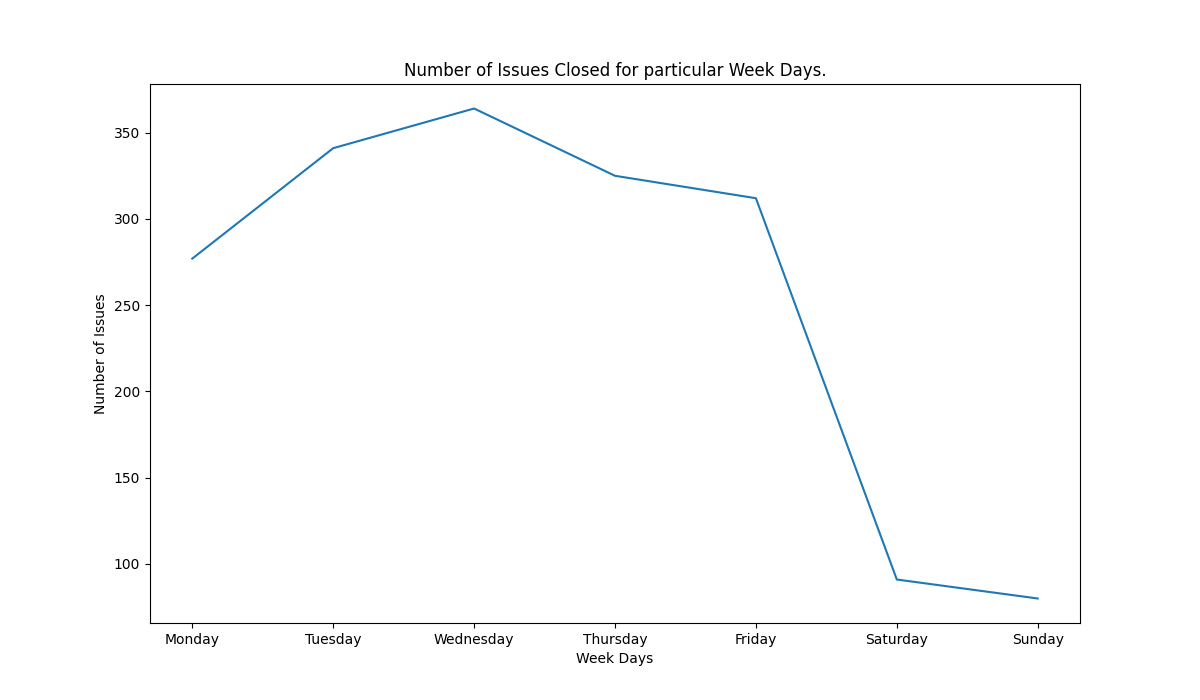 Number of Issues Closed for particular Week Days.
Number of Issues
350
300
250
200
150
100
Monday Tuesday Wednesday Thursday Friday Saturday Sunday
Week Days